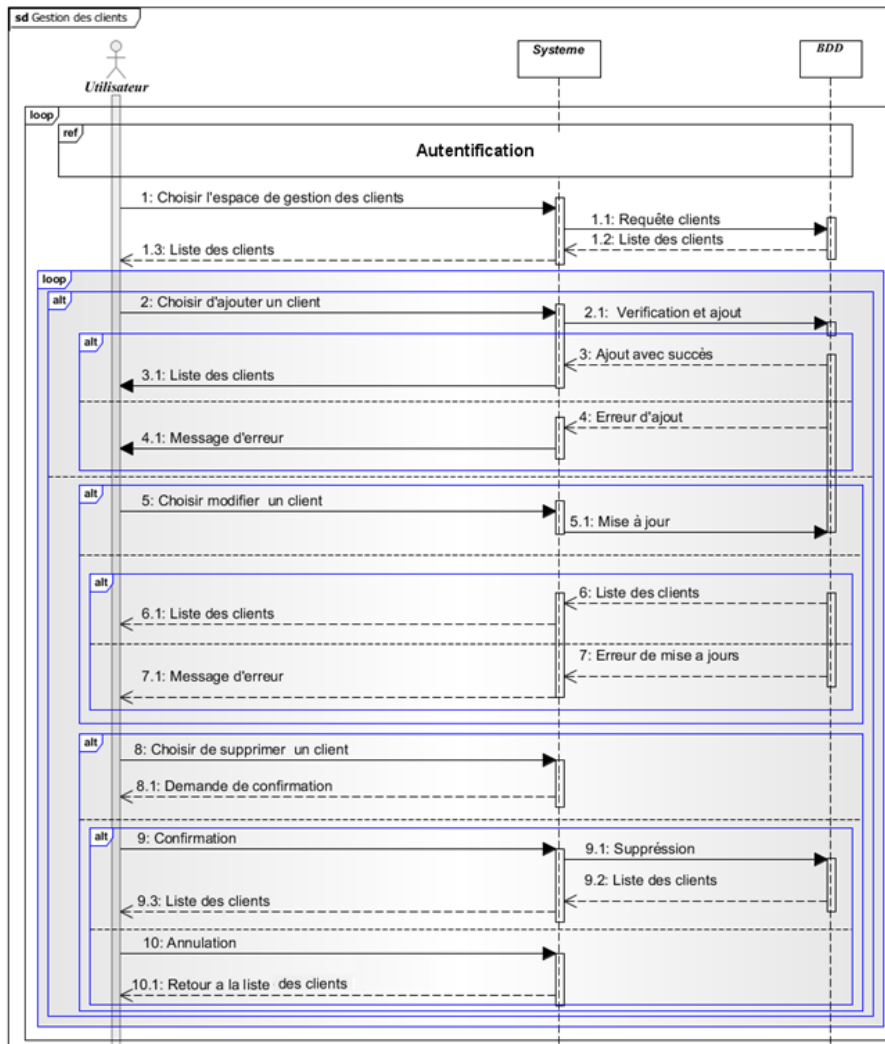 sd Gestion des clients
Utilisateur
Systeme
BDD
loop
ref
Autentification
1: Choisir l'espace de gestion des clients
1.1: Requête clients
1.2: Liste des clients
1.3: Liste des clients
loop
alt
2: Choisir d'ajouter un client
2.1: Verification et ajout
alt
3: Ajout avec succès
3.1: Liste des clients
4: Erreur d'ajout
4.1: Message d'erreur
alt
5: Choisir modifier un client
5.1: Mise à jour
alt
6: Liste des clients
6.1: Liste des clients
7: Erreur de mise a jours
7.1: Message d'erreur
alt
8: Choisir de supprimer un client
8.1: Demande de confirmation
alt
9: Confirmation
9.1: Suppréssion
9.2: Liste des clients
9.3: Liste des clients
10: Annulation
10.1: Retour a la liste des clients